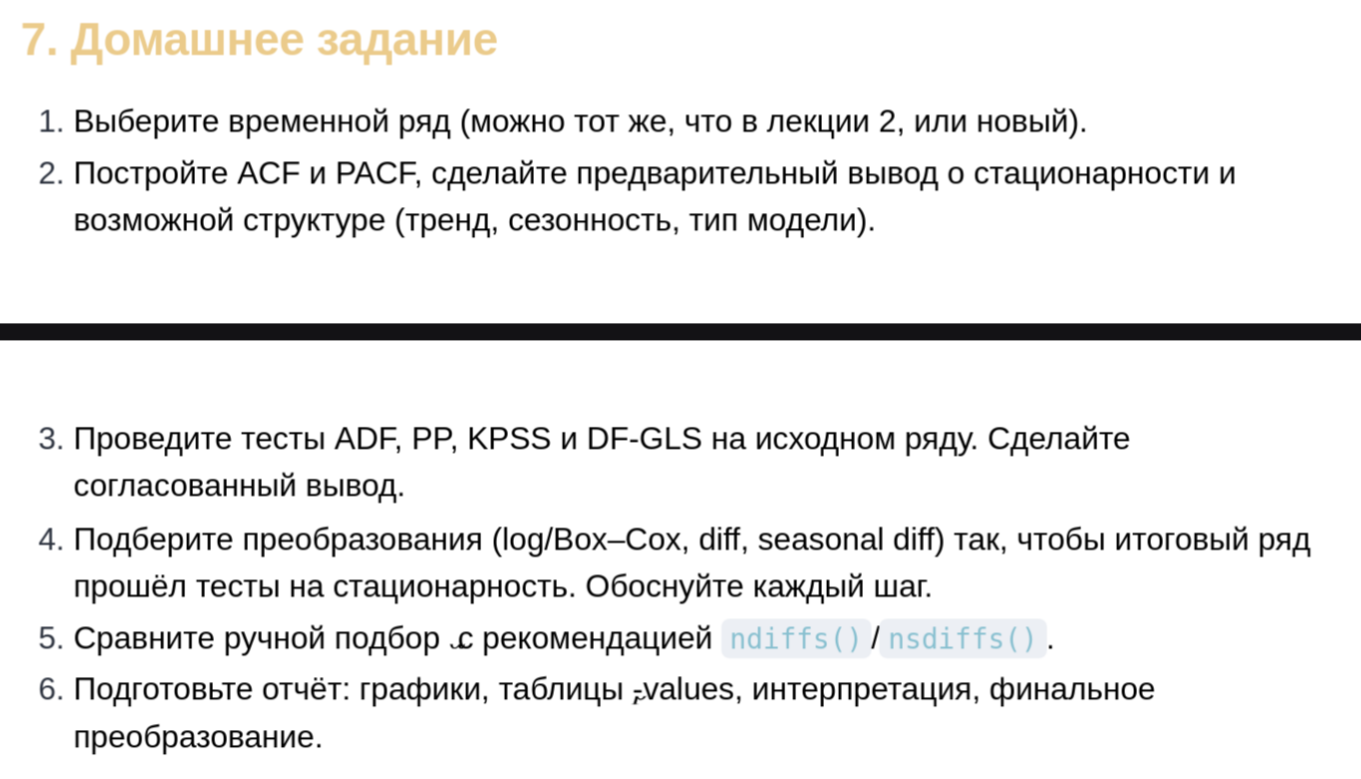 7. Домашнее задание
1. Выберите временной ряд (можно тот же, что в лекции 2, или новый).
2. Постройте ACF и PACF, сделайте предварительный вывод о стационарности и
возможной структуре (тренд, сезонность, тип модели).
3. Проведите тесты ADF, PP, KPSS и DF-GLS на исходном ряду. Сделайте
согласованный вывод.
4. Подберите преобразования (log/Box–Cox, diff, seasonal diff) так, чтобы итоговый ряд
прошёл тесты на стационарность. Обоснуйте каждый шаг.
5. Сравните ручной подбор с рекомендацией ndiffs()/nsdiffs().
6. Подготовьте отчёт: графики, таблицы -values, интерпретация, финальное
преобразование.